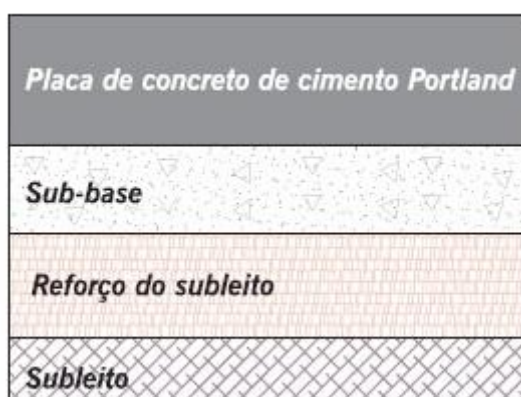 Placa de concreto de cimento Portland
Sub-base
Reforço do subleito
Subleito